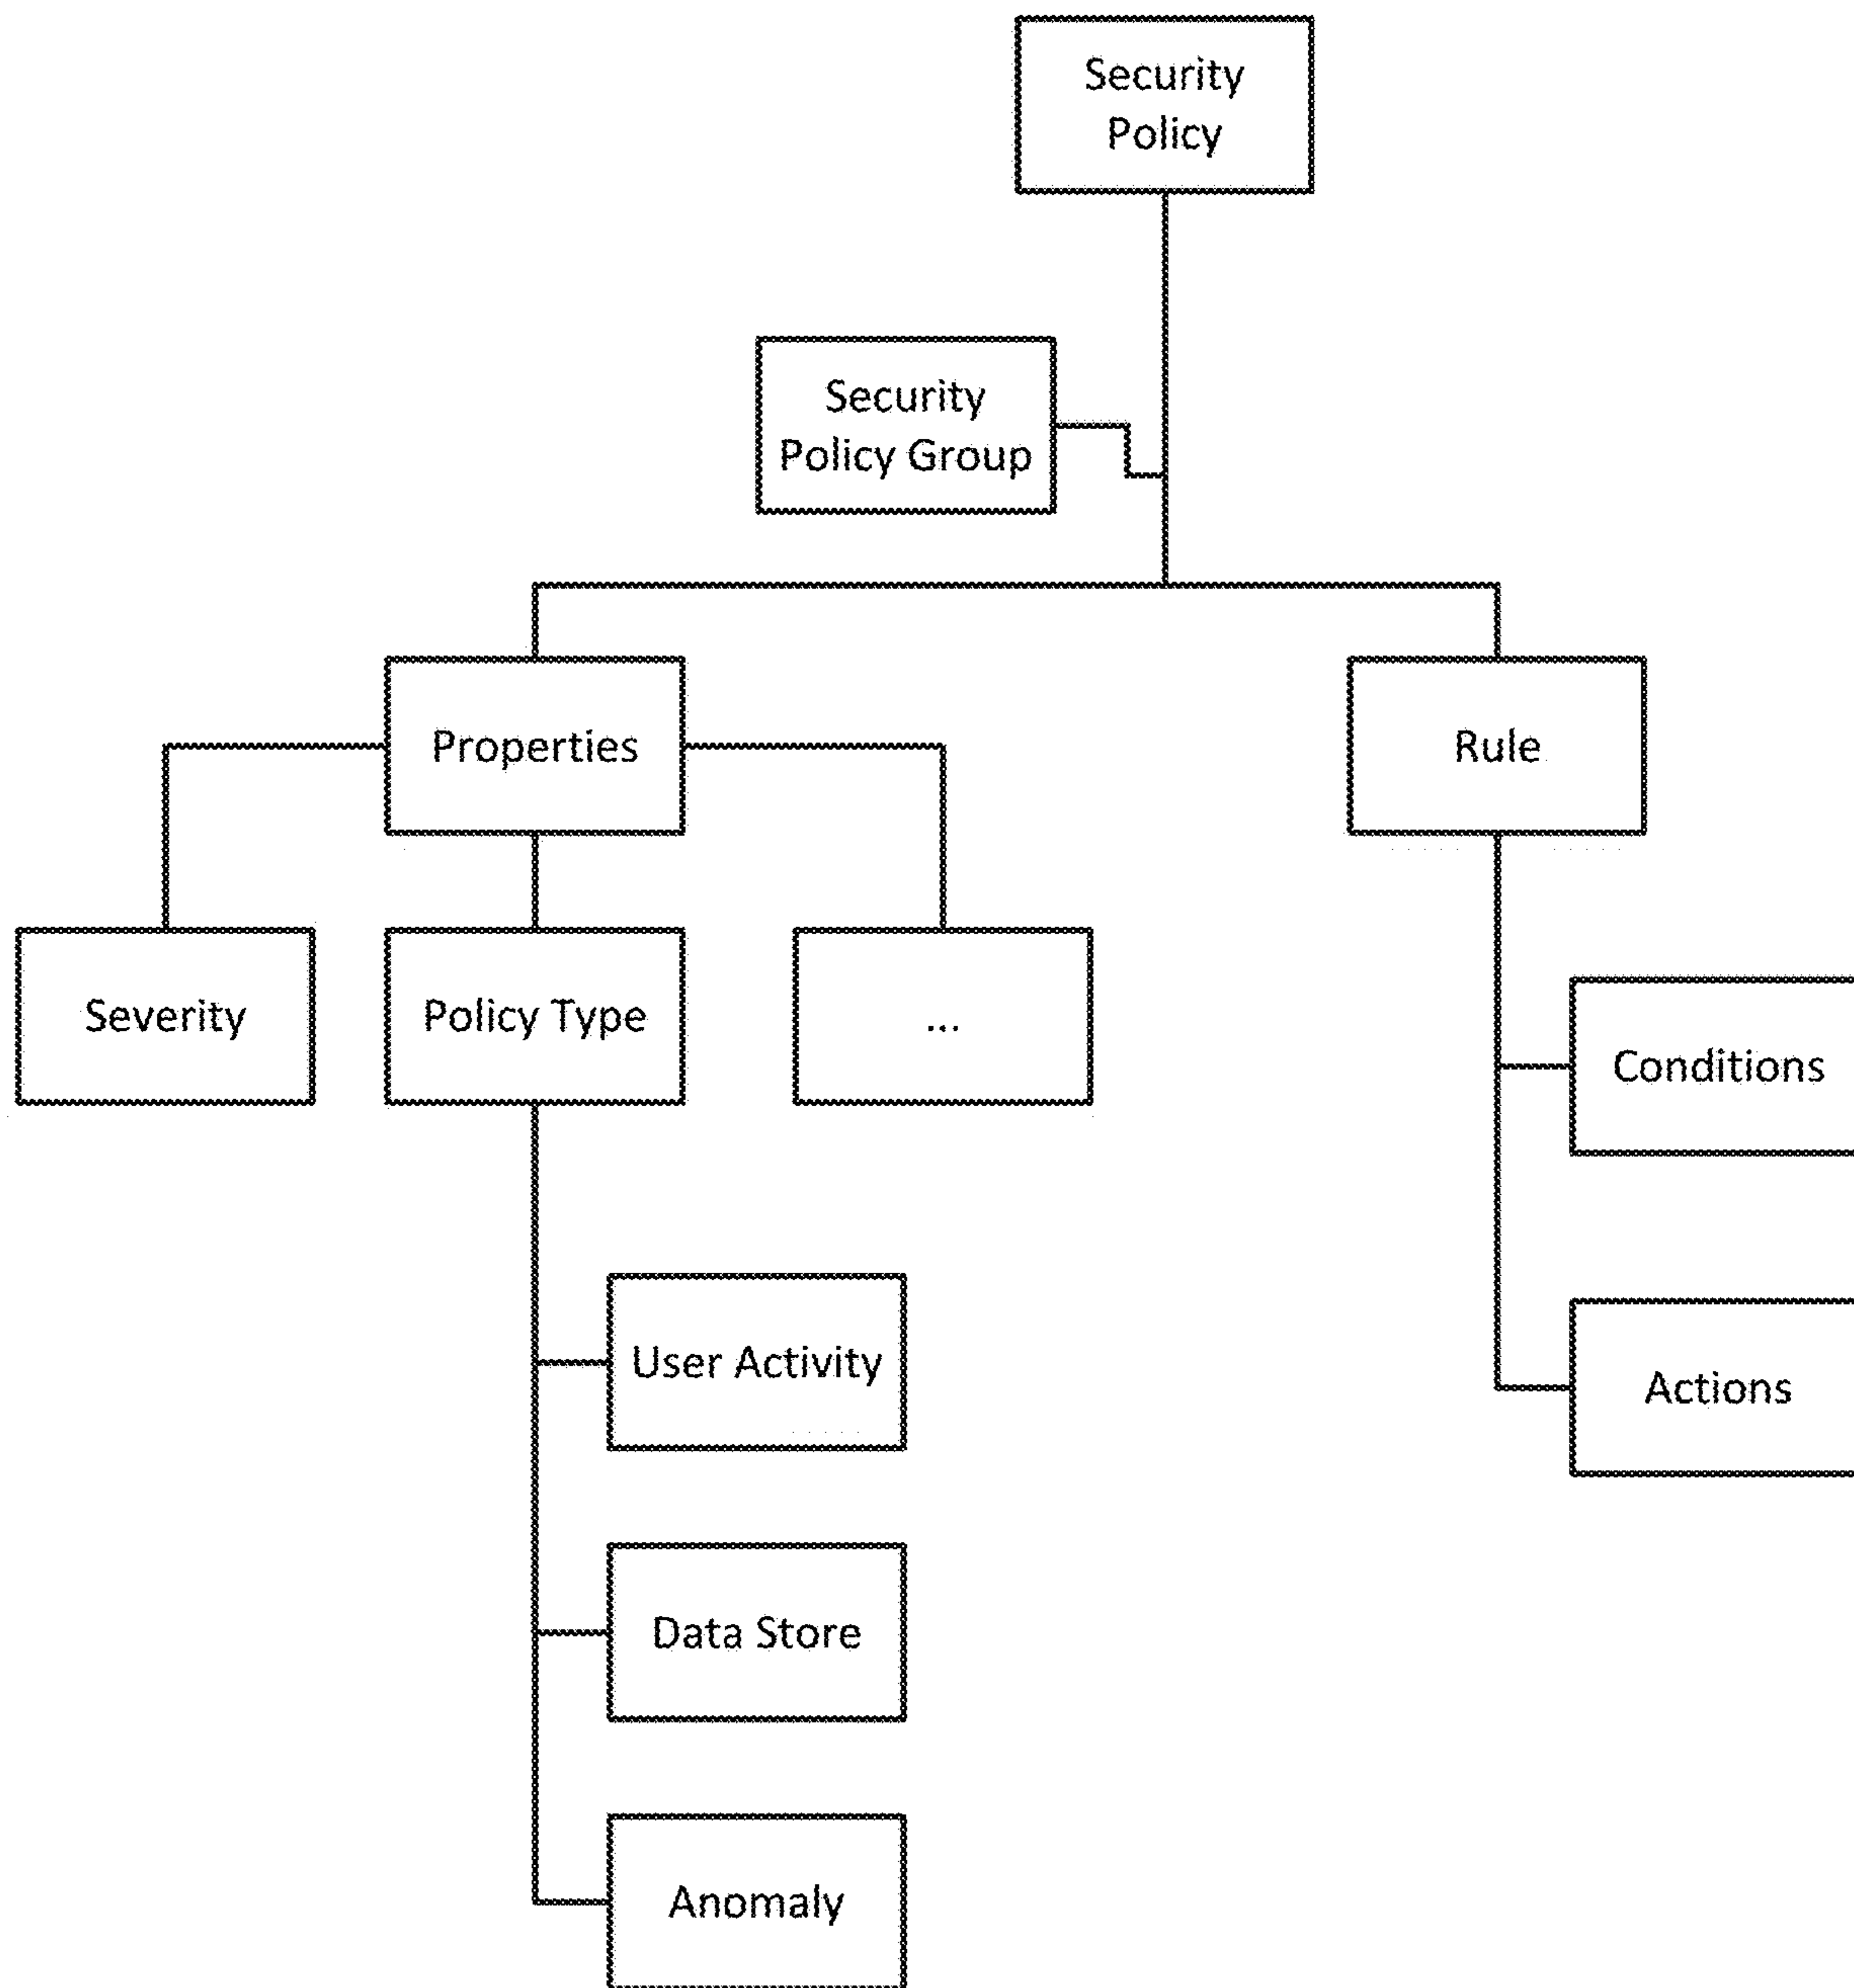 Security
Policy
Security
Policy Group
Properties
Rule
Severity
Policy Type
...
Conditions
User Activity
Actions
Data Store
Anomaly